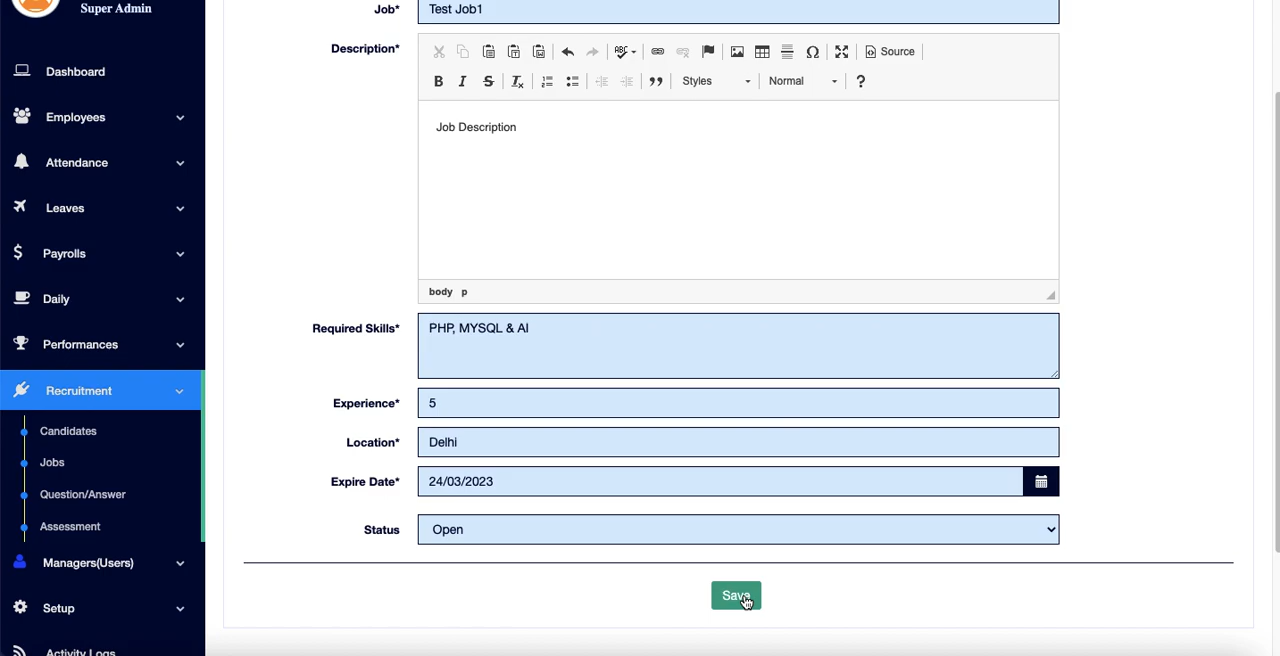 Super Admin
Dashboard
Employees
Attendance
Leaves
Payrolls
Daily
Performances
Recruitment
Candidates
Jobs
Question/Answer
Assessment
Managers(Users)
Setup
Activity Logs
Job* Test Job1
Description*
Source
B I S Tx Styles Normal ?
Job Description
body p
Required Skills* PHP, MYSQL & AI
Experience* 5
Location* Delhi
Expire Date* 24/03/2023
Status Open
Save